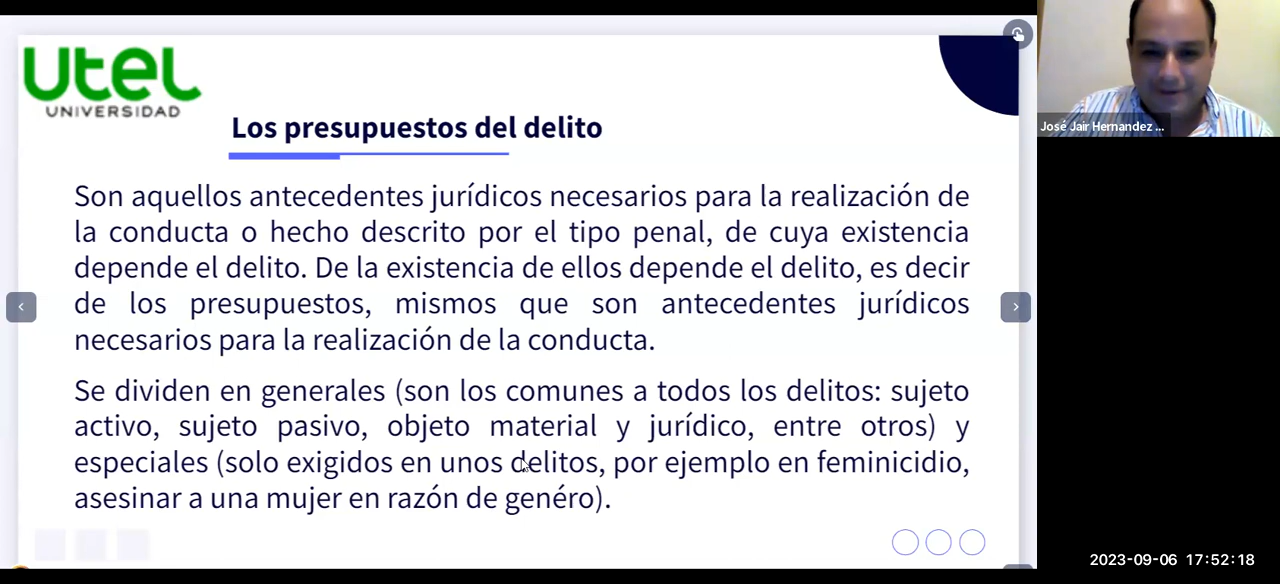 Utel
UNIVERSIDAD
Los presupuestos del delito
Son aquellos antecedentes jurídicos necesarios para la realización de
la conducta o hecho descrito por el tipo penal, de cuya existencia
depende el delito. De la existencia de ellos depende el delito, es decir
de los presupuestos, mismos que son antecedentes jurídicos
necesarios para la realización de la conducta.
Se dividen en generales (son los comunes a todos los delitos: sujeto
activo, sujeto pasivo, objeto material y jurídico, entre otros) y
especiales (solo exigidos en unos delitos, por ejemplo en feminicidio,
asesinar a una mujer en razón de genéro).
José Jair Hernandez ...
2023-09-06 17:52:18